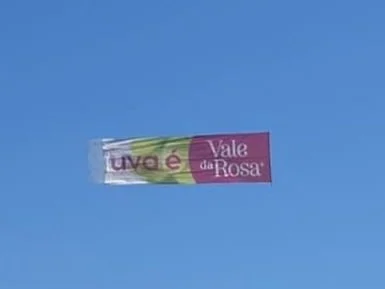 uva é
Vale
da Rosa